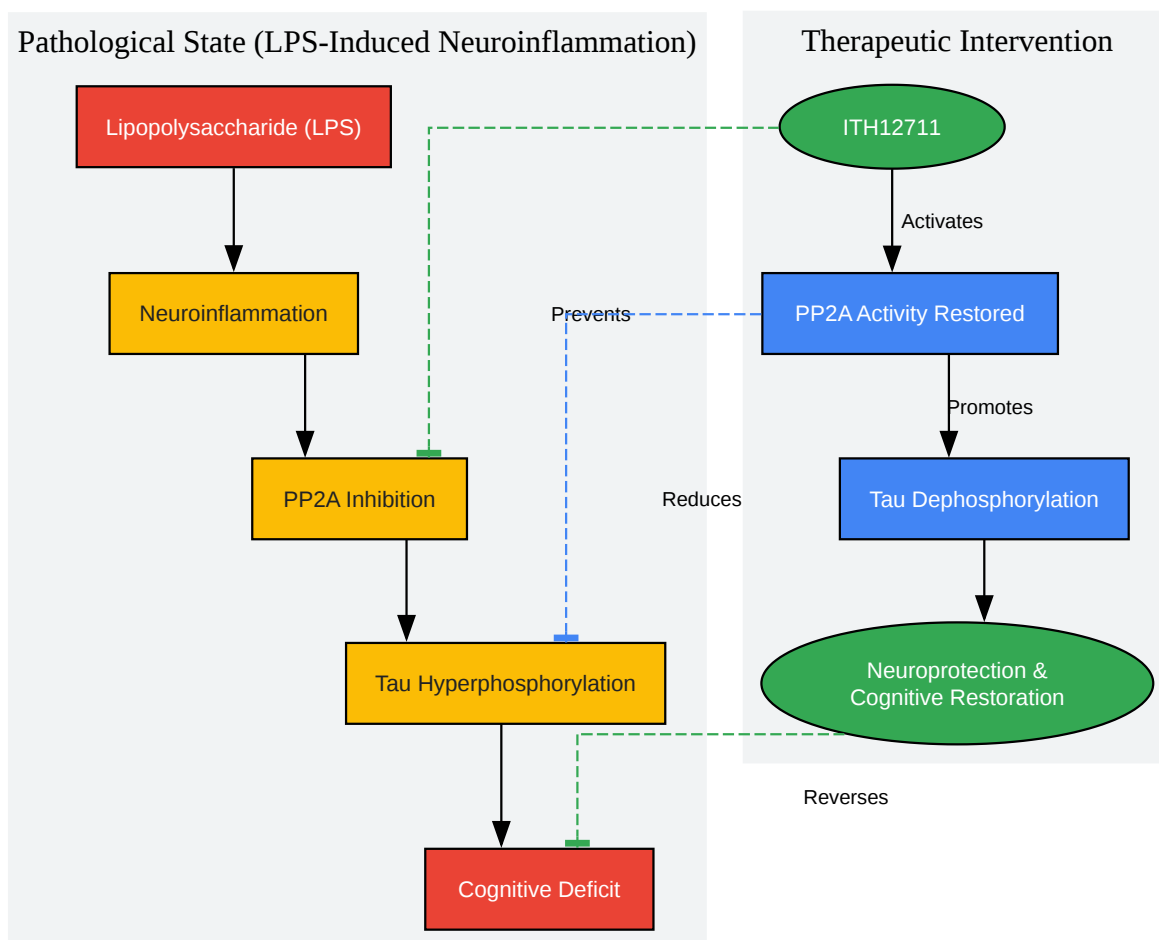 Pathological State (LPS-Induced Neuroinflammation)
Therapeutic Intervention
Lipopolysaccharide (LPS)
ITH12711
Activates
Neuroinflammation
Prevents
PP2A Activity Restored
Promotes
PP2A Inhibition
Reduces
Tau Dephosphorylation
Tau Hyperphosphorylation
Neuroprotection &
Cognitive Restoration
Reverses
Cognitive Deficit